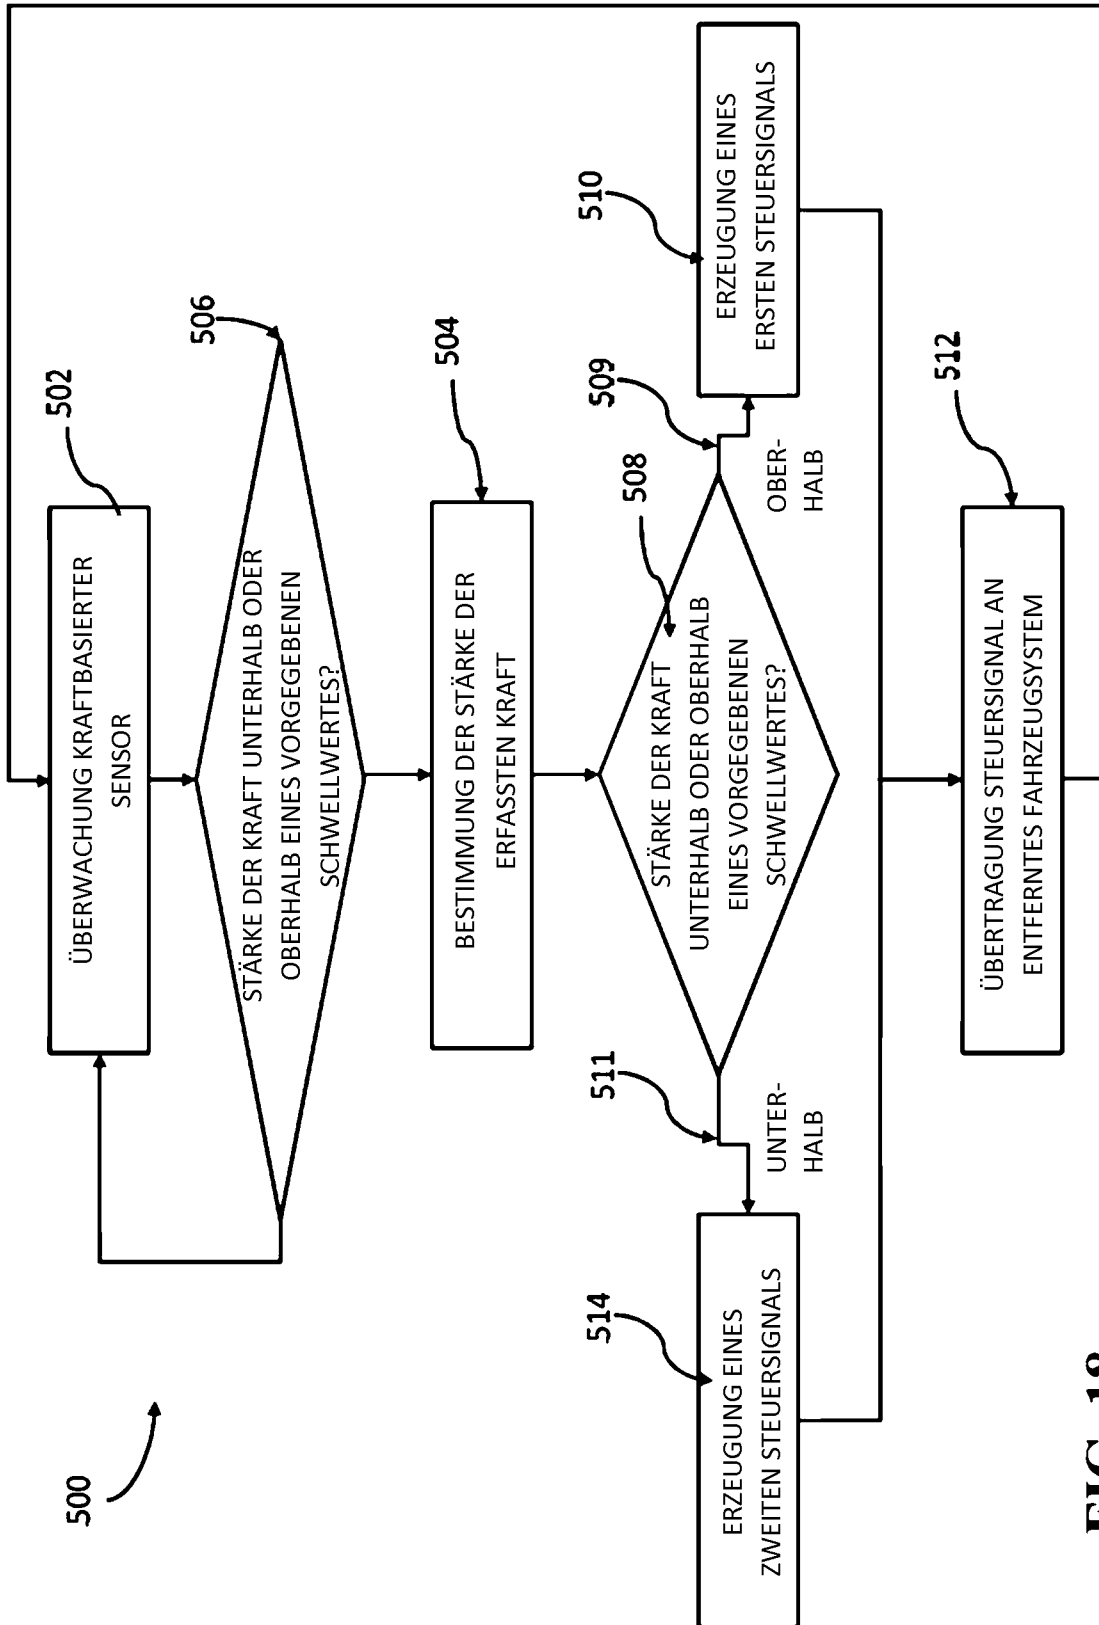 500
ÜBERWACHUNG KRAFTBASIERTER
SENSOR
502
STÄRKE DER KRAFT UNTERHALB ODER
OBERHALB EINES VORGEGEBENEN
SCHWELLWERTES?
506
BESTIMMUNG DER STÄRKE DER
ERFASSTEN KRAFT
504
STÄRKE DER KRAFT
UNTERHALB ODER OBERHALB
EINES VORGEGEBENEN
SCHWELLWERTES?
508
511
UNTER-
HALB
509
OBER-
HALB
514
ERZEUGUNG EINES
ZWEITEN STEUERSIGNALS
510
ERZEUGUNG EINES
ERSTEN STEUERSIGNALS
ÜBERTRAGUNG STEUERSIGNAL AN
ENTFERNTES FAHRZEUGSYSTEM
512
FIG. 18